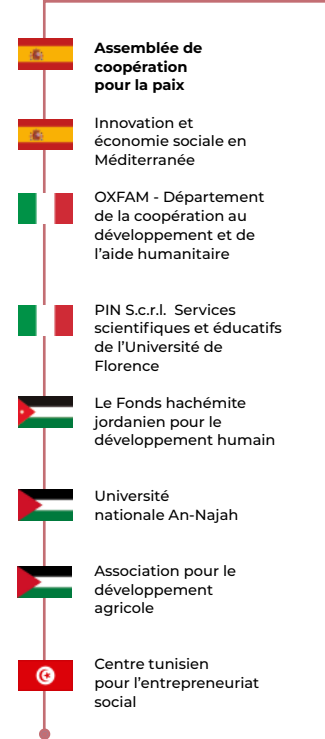 Assemblée de
coopération
pour la paix
Innovation et
économie sociale en
Méditerranée
OXFAM - Département
de la coopération au
développement et de
l'aide humanitaire
PIN S.c.r.l. Services
scientifiques et éducatifs
de l'Université de
Florence
Le Fonds hachémite
jordanien pour le
développement humain
Université
nationale An-Najah
Association pour le
développement
agricole
Centre tunisien
pour l'entrepreneuriat
social